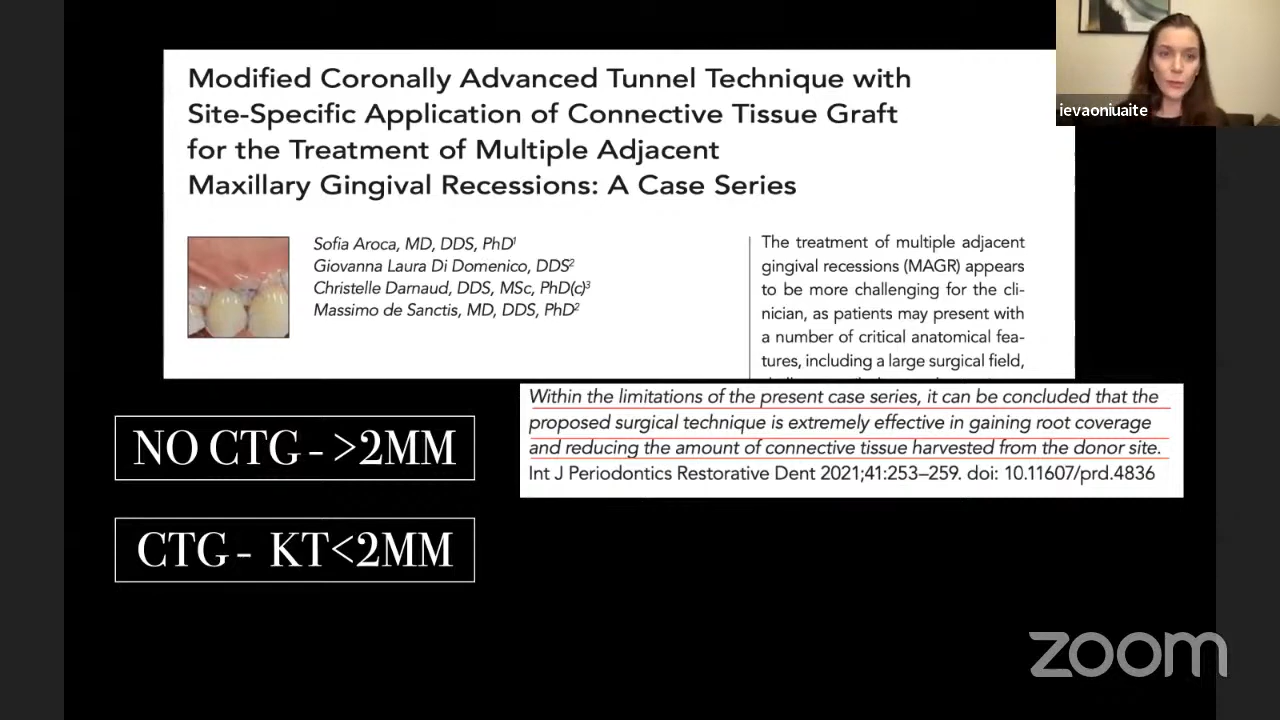 Modified Coronally Advanced Tunnel Technique with
Site-Specific Application of Connective Tissue Graft
for the Treatment of Multiple Adjacent
Maxillary Gingival Recessions: A Case Series
ievaoniuaite
Sofia Aroca, MD, DDS, PhD¹
Giovanna Laura Di Domenico, DDS²
Christelle Darnaud, DDS, MSc, PhD(c)³
Massimo de Sanctis, MD, DDS, PhD²
The treatment of multiple adjacent
gingival recessions (MAGR) appears
to be more challenging for the cli-
nician, as patients may present with
a number of critical anatomical fea-
tures, including a large surgical field,
Within the limitations of the present case series, it can be concluded that the
proposed surgical technique is extremely effective in gaining root coverage
and reducing the amount of connective tissue harvested from the donor site.
Int J Periodontics Restorative Dent 2021;41:253–259. doi: 10.11607/prd.4836
NO CTG - >2MM
CTG - KT<2MM
zoom